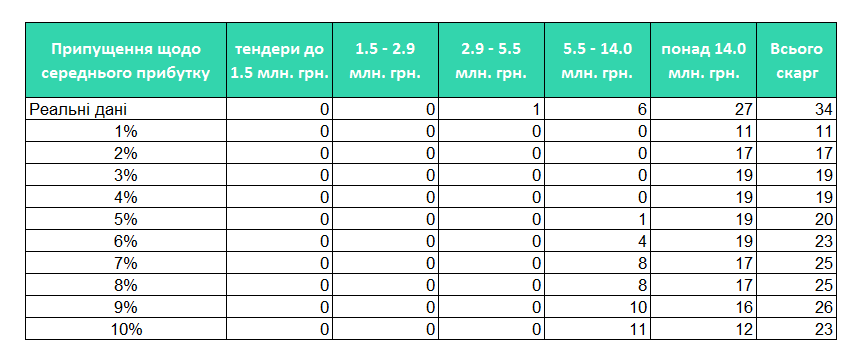 Припущення щодо середнього прибутку тендери до 1.5 млн. грн. 1.5 - 2.9 млн. грн. 2.9 - 5.5 млн. грн. 5.5 - 14.0 млн. грн. понад 14.0 млн. грн. Всього скарг
Реальні дані 0 0 1 6 27 34
1% 0 0 0 0 11 11
2% 0 0 0 0 17 17
3% 0 0 0 0 19 19
4% 0 0 0 0 19 19
5% 0 0 0 1 19 20
6% 0 0 0 4 19 23
7% 0 0 0 8 17 25
8% 0 0 0 8 17 25
9% 0 0 0 10 16 26
10% 0 0 0 11 12 23